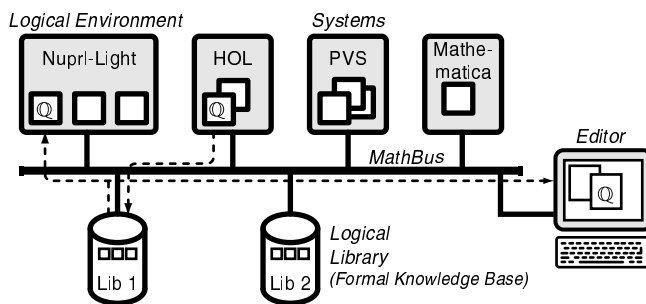 Logical Environment
Systems
Nuprl-Light
HOL
PVS
Mathe-
matica
ℚ
ℚ
Editor
MathBus
ℚ
Logical
Library
(Formal Knowledge Base)
Lib 1
Lib 2